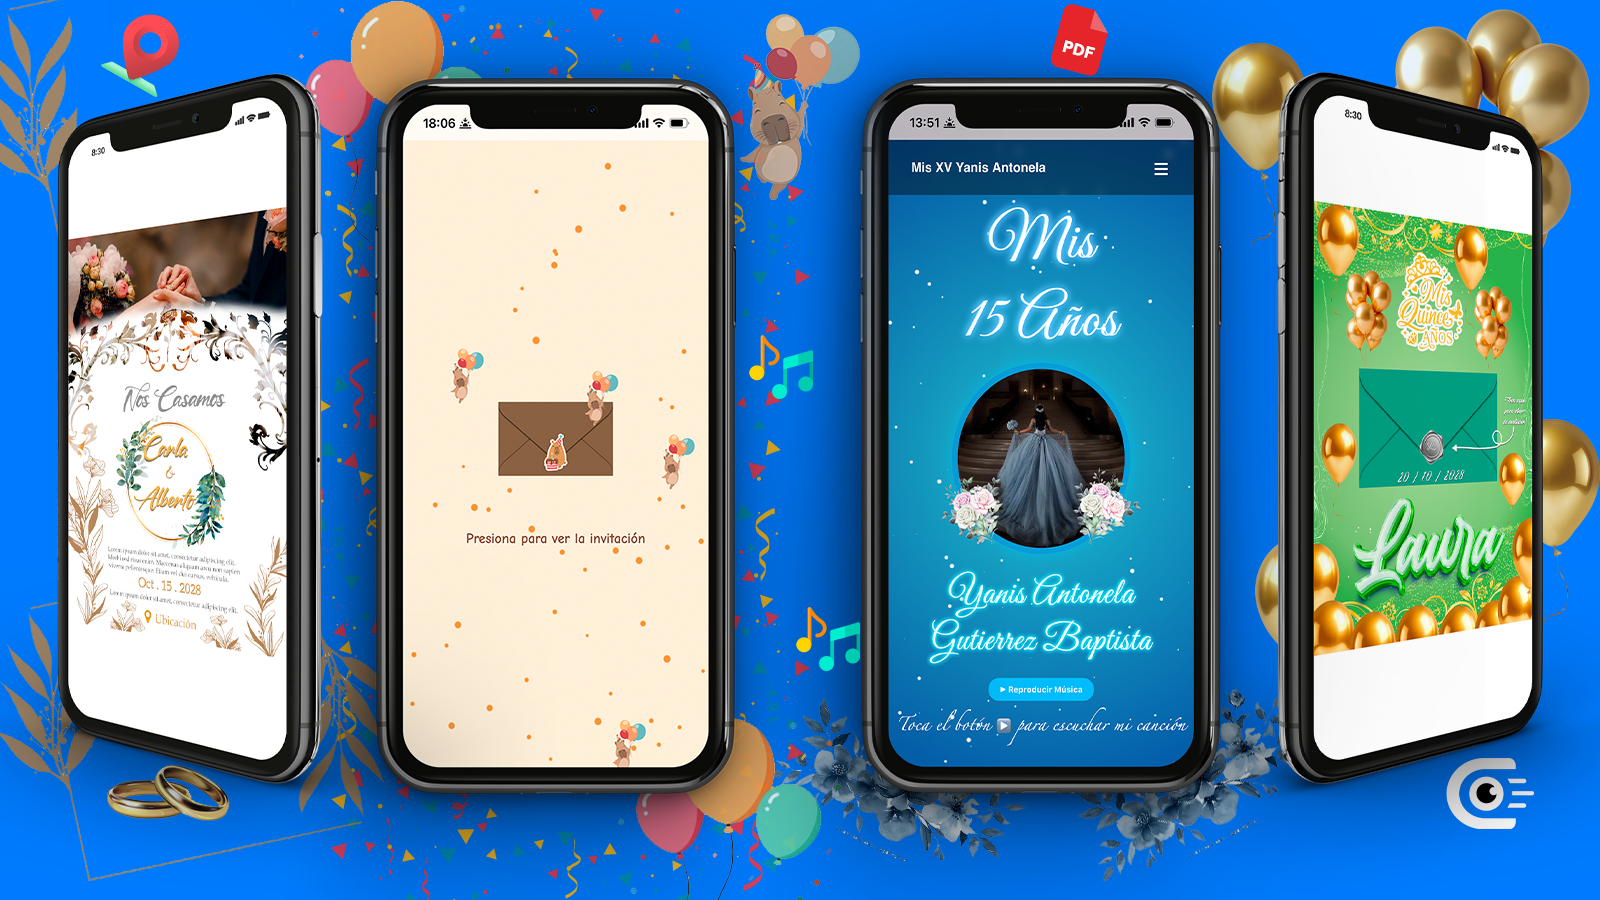 PDF
8:30
Nos Casamos
Carla
&
Alberto
Lorem ipsum dolor sit amet, consectetur adipiscing elit.
Oct . 15 . 2028
Lorem ipsum dolor sit amet, consectetur adipiscing elit.
Ubicación
18:06
Presiona para ver la invitación
13:51
Mis XV Yanis Antonela
Mis
15 Años
Yanis Antonela
Gutierrez Baptista
Reproducir Música
Toca el botón ▶ para escuchar mi canción
8:30
Mis
Quince
AÑOS
20 / 10 / 2028
Laura